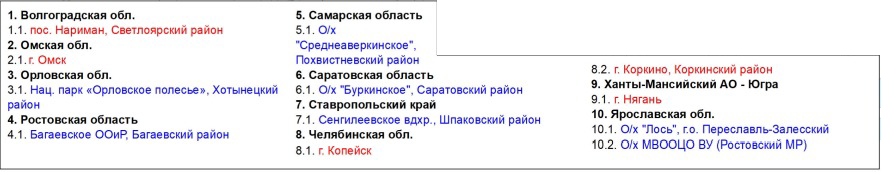 1. Волгоградская обл.
1.1. пос. Нариман, Светлоярский район
2. Омская обл.
2.1.г. Омск
3. Орловская обл.
3.1. Нац. парк «Орловское полесье», Хотынецкий
район
4. Ростовская область
4.1. Багаевское ООиР, Багаевский район
5. Самарская область
5.1. О/х
"Среднеаверкинское",
Похвистневский район
6. Саратовская область
6.1. О/х "Буркинское", Саратовский район
7. Ставропольский край
7.1. Сенгилеевское вдхр., Шпаковский район
8. Челябинская обл.
8.1. г. Копейск
8.2. г. Коркино, Коркинский район
9. Ханты-Мансийский АО - Югра
9.1. г. Нягань
10. Ярославская обл.
10.1. О/х "Лось", г.о. Переславль-Залесский
10.2. О/х МВООЦО ВУ (Ростовский МР)